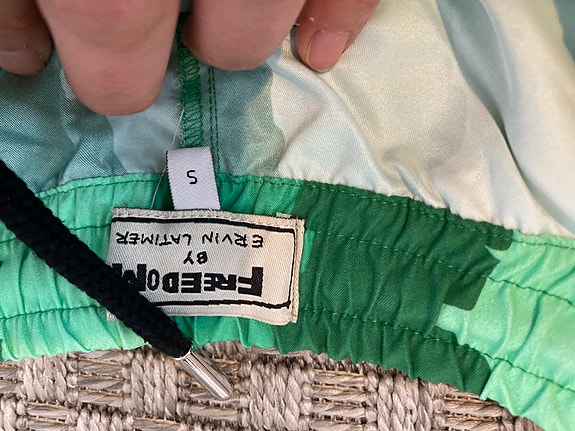 FREEDOM
BY
ERVIN LATIMER
S